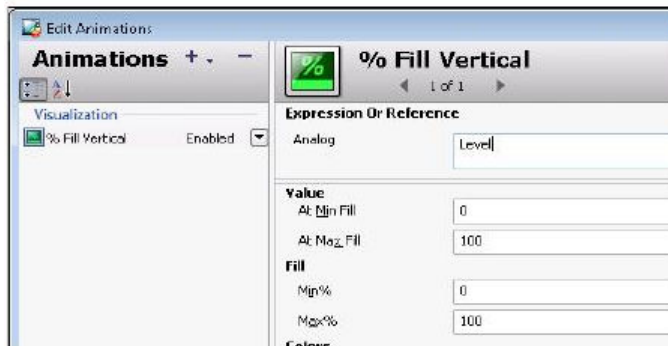 Edit Animations
Animations + -
Visualization
% Fill Vertical Enabled
% Fill Vertical
1 of 1
Expression Or Reference
Analog Level
Value
At Min Fill 0
At Max Fill 100
Fill
Min% 0
Max% 100